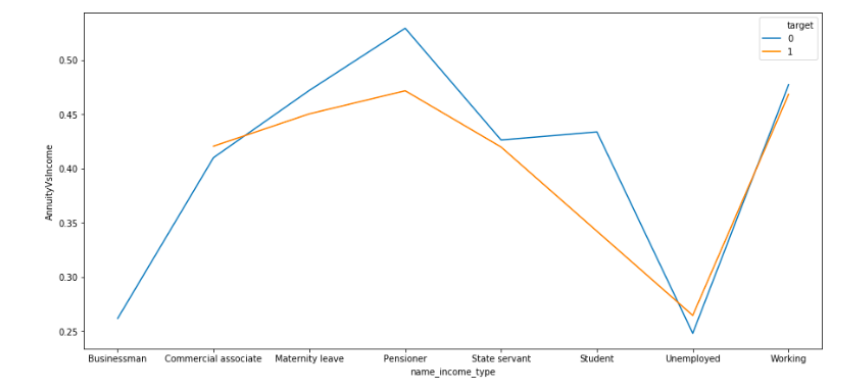 target
0
1
0.50
0.45
0.40
0.35
0.30
0.25
AnnuityVsIncome
Businessman Commercial associate Maternity leave Pensioner State servant Student Unemployed Working
name_income_type